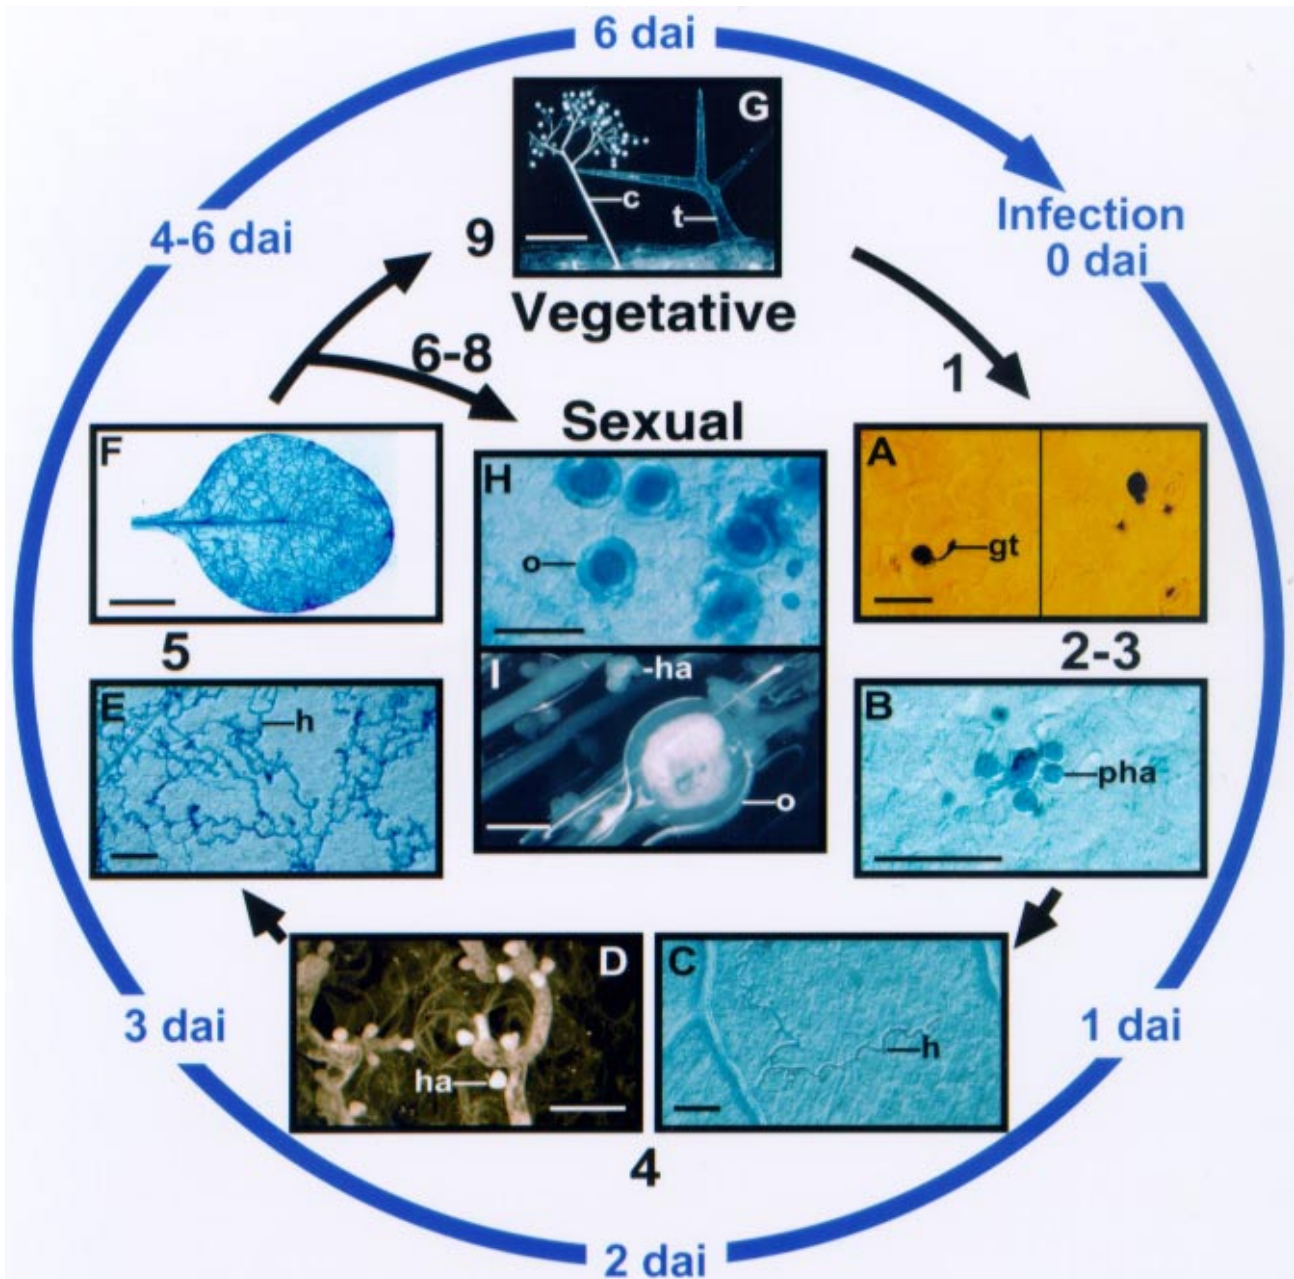 6 dai
G
c
t
4-6 dai
9
Infection
0 dai
Vegetative
6-8
1
Sexual
F
H
o
A
gt
5
2-3
I
-ha
o
E
h
B
pha
D
ha
C
h
3 dai
1 dai
4
2 dai